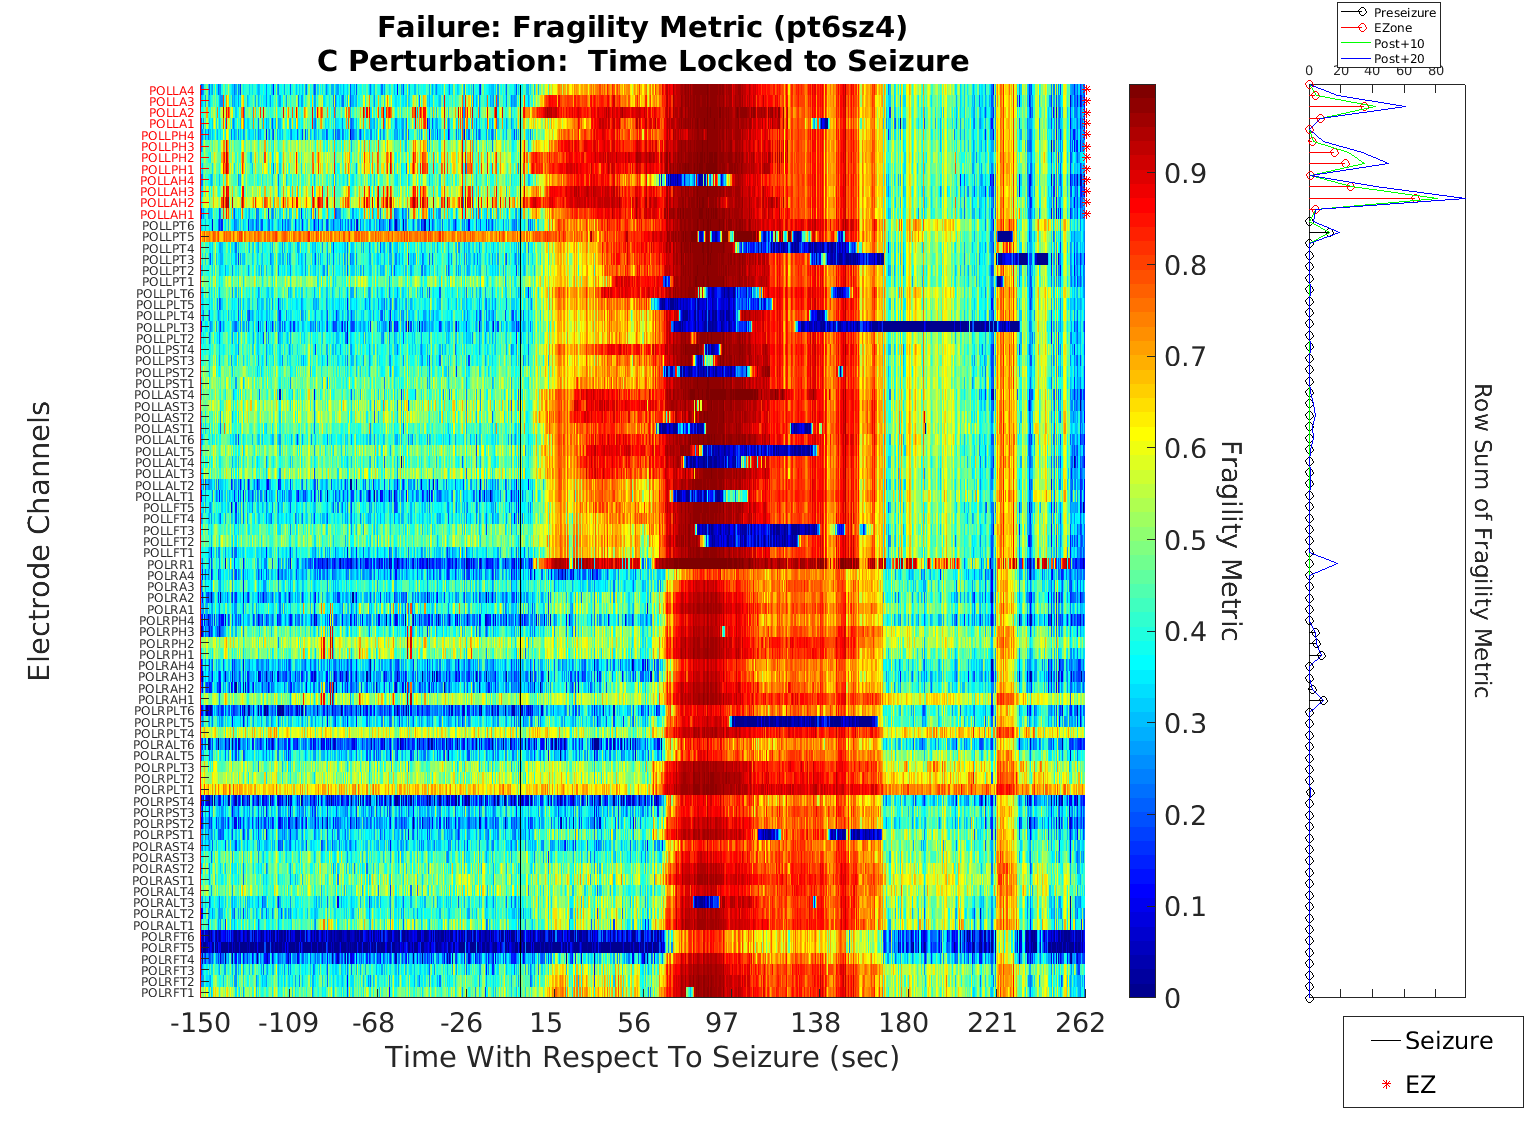 Failure: Fragility Metric (pt6sz4)
C Perturbation:  Time Locked to Seizure
Preseizure
EZone
Post+10
Post+20
0 20 40 60 80
Electrode Channels
POLLA4
POLLA3
POLLA2
POLLA1
POLLPH4
POLLPH3
POLLPH2
POLLPH1
POLLAH4
POLLAH3
POLLAH2
POLLAH1
POLLPT6
POLLPT5
POLLPT4
POLLPT3
POLLPT2
POLLPT1
POLLPLT6
POLLPLT5
POLLPLT4
POLLPLT3
POLLPLT2
POLLPST4
POLLPST3
POLLPST2
POLLPST1
POLLAST4
POLLAST3
POLLAST2
POLLAST1
POLLALT6
POLLALT5
POLLALT4
POLLALT3
POLLALT2
POLLALT1
POLLFT5
POLLFT4
POLLFT3
POLLFT2
POLLFT1
POLRR1
POLRA4
POLRA3
POLRA2
POLRA1
POLRPH4
POLRPH3
POLRPH2
POLRPH1
POLRAH4
POLRAH3
POLRAH2
POLRAH1
POLRPLT6
POLRPLT5
POLRPLT4
POLRALT6
POLRALT5
POLRPLT3
POLRPLT2
POLRPLT1
POLRPST4
POLRPST3
POLRPST2
POLRPST1
POLRAST4
POLRAST3
POLRAST2
POLRAST1
POLRALT4
POLRALT3
POLRALT2
POLRALT1
POLRFT6
POLRFT5
POLRFT4
POLRFT3
POLRFT2
POLRFT1
-150 -109 -68 -26 15 56 97 138 180 221 262
Time With Respect To Seizure (sec)
0.9
0.8
0.7
0.6
0.5
0.4
0.3
0.2
0.1
0
Fragility Metric
Row Sum of Fragility Metric
Seizure
EZ